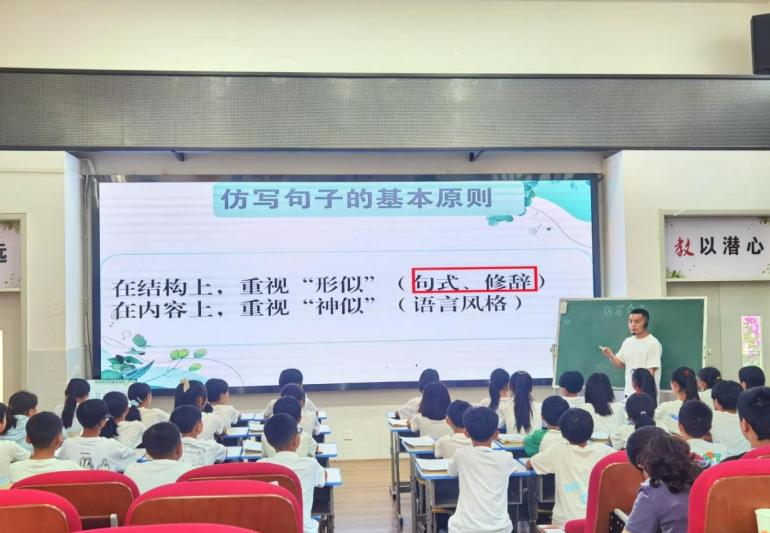 仿写句子的基本原则
在结构上，重视“形似”（句式、修辞）
在内容上，重视“神似”（语言风格）
远
教以潜心
仿写句子